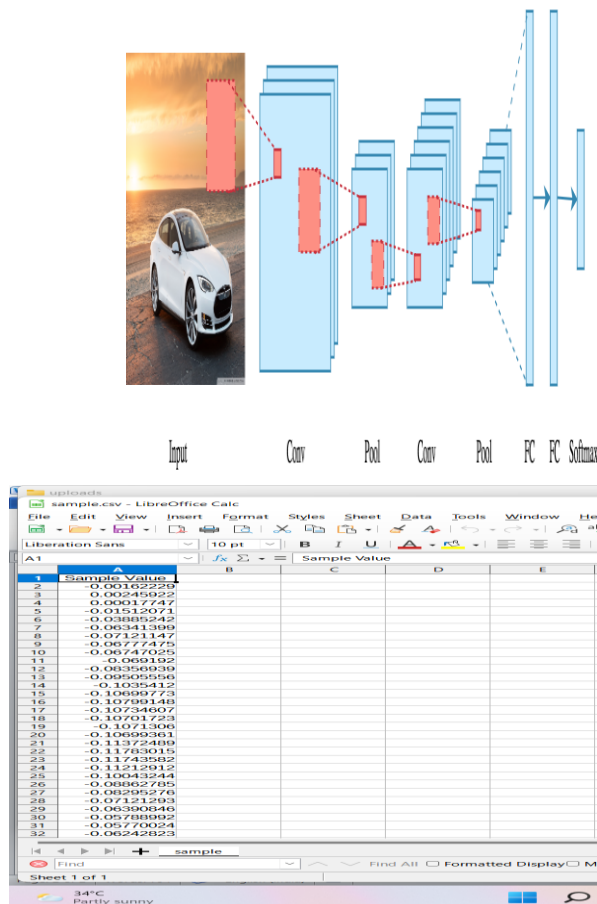 Input Conv Pool Conv Pool FC FC Softmax
uploads
sample.csv - LibreOffice Calc
File Edit View Insert Format Styles Sheet Data Tools Window He
Liberation Sans 10 pt B I U A
A1 fx Σ = Sample Value
A B C D E
1 Sample Value
2 -0.00162229
3 0.00245922
4 0.00017747
5 -0.01512071
6 -0.03885242
7 -0.06341399
8 -0.07121147
9 -0.06777475
10 -0.06747025
11 -0.069192
12 -0.08356939
13 -0.09505556
14 -0.1035412
15 -0.10699773
16 -0.10799148
17 -0.10734607
18 -0.10701723
19 -0.1071306
20 -0.10699361
21 -0.11372489
22 -0.11783015
23 -0.11743582
24 -0.11212912
25 -0.10043244
26 -0.08862785
27 -0.08295276
28 -0.07121293
29 -0.06390846
30 -0.05788992
31 -0.05770024
32 -0.06242823
sample
Find Find All Formatted Display M
Sheet 1 of 1
34°C
Partly sunny